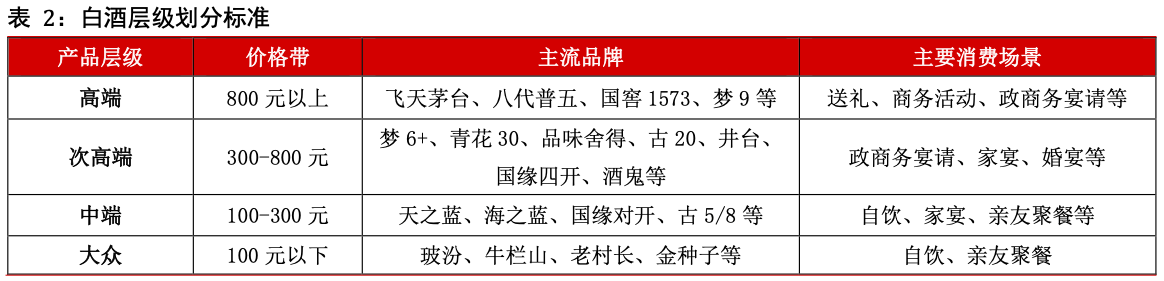 表 2：白酒层级划分标准
产品层级 价格带 主流品牌 主要消费场景
高端 800 元以上 飞天茅台、八代普五、国窖 1573、梦 9 等 送礼、商务活动、政商务宴请等
次高端 300-800 元 梦 6+、青花 30、品味舍得、古 20、井台、
国缘四开、酒鬼等 政商务宴请、家宴、婚宴等
中端 100-300 元 天之蓝、海之蓝、国缘对开、古 5/8 等 自饮、家宴、亲友聚餐等
大众 100 元以下 玻汾、牛栏山、老村长、金种子等 自饮、亲友聚餐